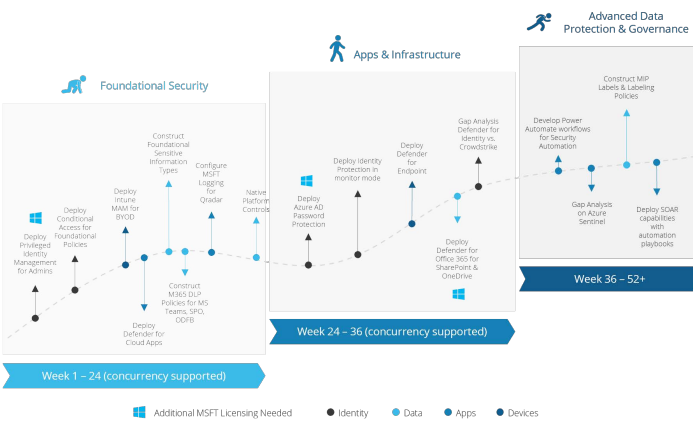 Advanced Data
Protection & Governance
Apps & Infrastructure
Foundational Security
Deploy
Privileged
Identity
Management
for Admins
Deploy
Conditional
Access for
Foundational
Policies
Deploy
Intune
MAM for
BYOD
Deploy
Defender for
Cloud Apps
Construct
Foundational
Sensitive
Information
Types
Construct
M365 DLP
Policies for MS
Teams, SPO,
ODFB
Configure
MSFT
Logging
for
Qradar
Native
Platform
Controls
Deploy
Azure AD
Password
Protection
Deploy Identity
Protection in
monitor mode
Deploy
Defender
for
Endpoint
Deploy
Defender for
Office 365 for
SharePoint &
OneDrive
Gap Analysis
Defender for
Identity vs.
Crowdstrike
Develop Power
Automate workflows
for Security
Automation
Gap Analysis
on Azure
Sentinel
Construct MIP
Labels & Labeling
Policies
Deploy SOAR
capabilities
with
automation
playbooks
Week 36 – 52+
Week 24 – 36 (concurrency supported)
Week 1 – 24 (concurrency supported)
Additional MSFT Licensing Needed
Identity
Data
Apps
Devices